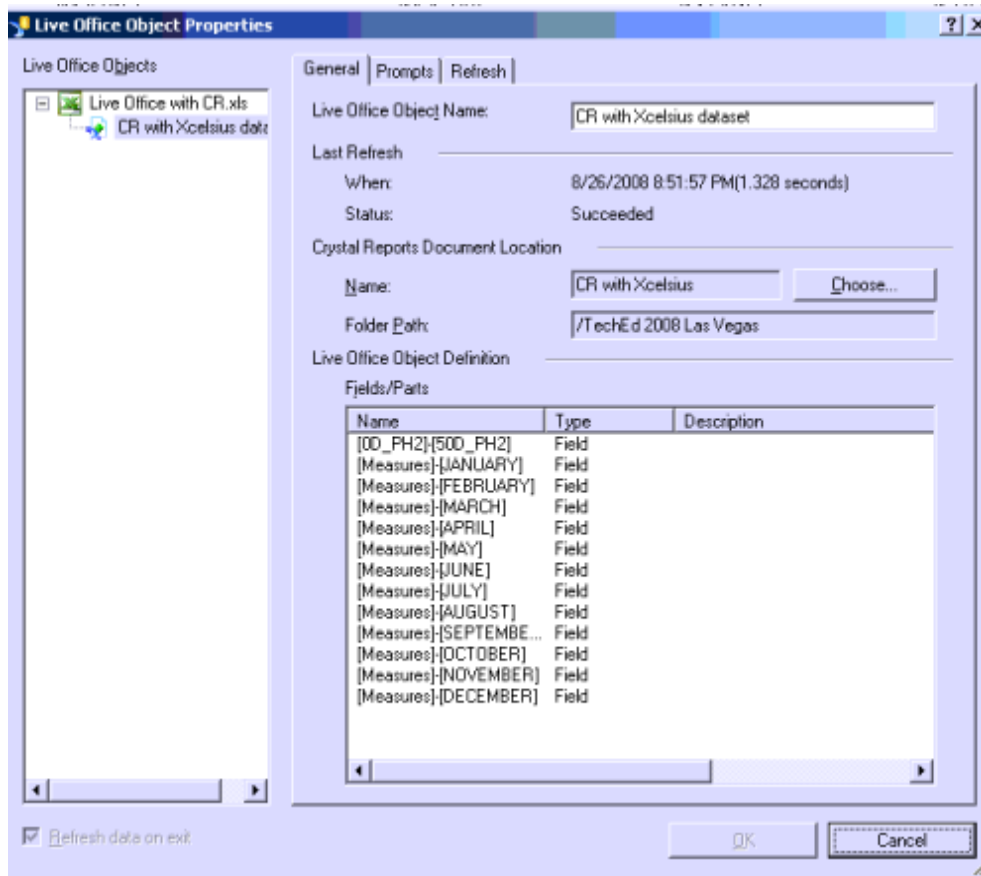 Live Office Object Properties
Live Office Objects
Live Office with CR.xls
CR with Xcelsius data
General Prompts Refresh
Live Office Object Name: CR with Xcelsius dataset
Last Refresh
When: 8/26/2008 8:51:57 PM(1.328 seconds)
Status: Succeeded
Crystal Reports Document Location
Name: CR with Xcelsius Choose...
Folder Path: /TechEd 2008 Las Vegas
Live Office Object Definition
Fields/Parts
Name Type Description
[0D_PH2]-[50D_PH2] Field
[Measures]-[JANUARY] Field
[Measures]-[FEBRUARY] Field
[Measures]-[MARCH] Field
[Measures]-[APRIL] Field
[Measures]-[MAY] Field
[Measures]-[JUNE] Field
[Measures]-[JULY] Field
[Measures]-[AUGUST] Field
[Measures]-[SEPTEMBE... Field
[Measures]-[OCTOBER] Field
[Measures]-[NOVEMBER] Field
[Measures]-[DECEMBER] Field
Refresh data on exit
OK Cancel